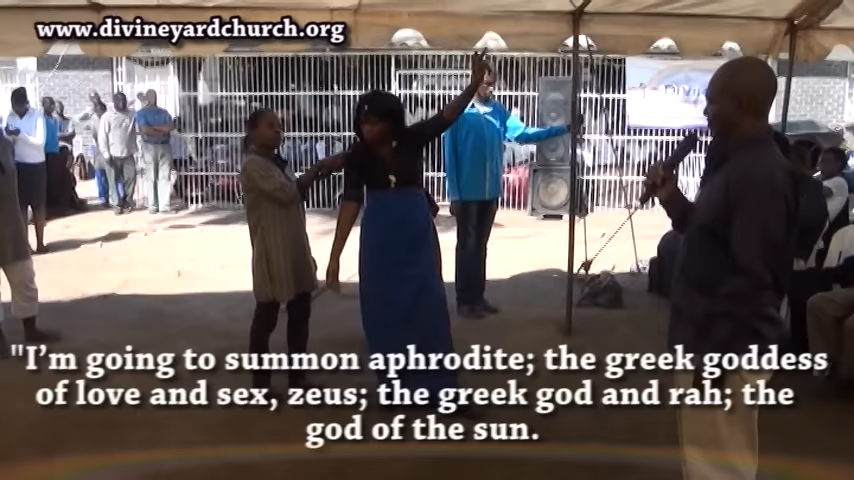 www.divineyardchurch.org
"I'm going to summon aphrodite; the greek goddess
of love and sex, zeus; the greek god and rah; the
god of the sun.